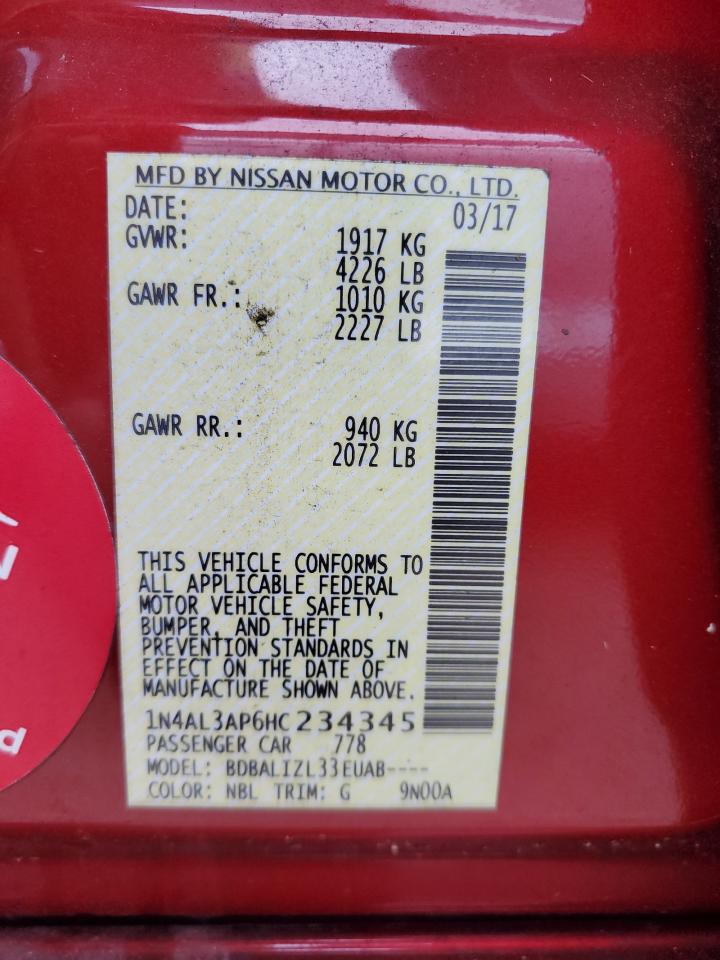 MFD BY NISSAN MOTOR CO., LTD.
DATE: 03/17
GVWR: 1917 KG
4226 LB
GAWR FR.: 1010 KG
2227 LB
GAWR RR.: 940 KG
2072 LB
THIS VEHICLE CONFORMS TO
ALL APPLICABLE FEDERAL
MOTOR VEHICLE SAFETY,
BUMPER, AND THEFT
PREVENTION STANDARDS IN
EFFECT ON THE DATE OF
MANUFACTURE SHOWN ABOVE.
1N4AL3AP6HC234345
PASSENGER CAR 778
MODEL: BDBALIZL33EUAB----
COLOR: NBL TRIM: G 9N00A